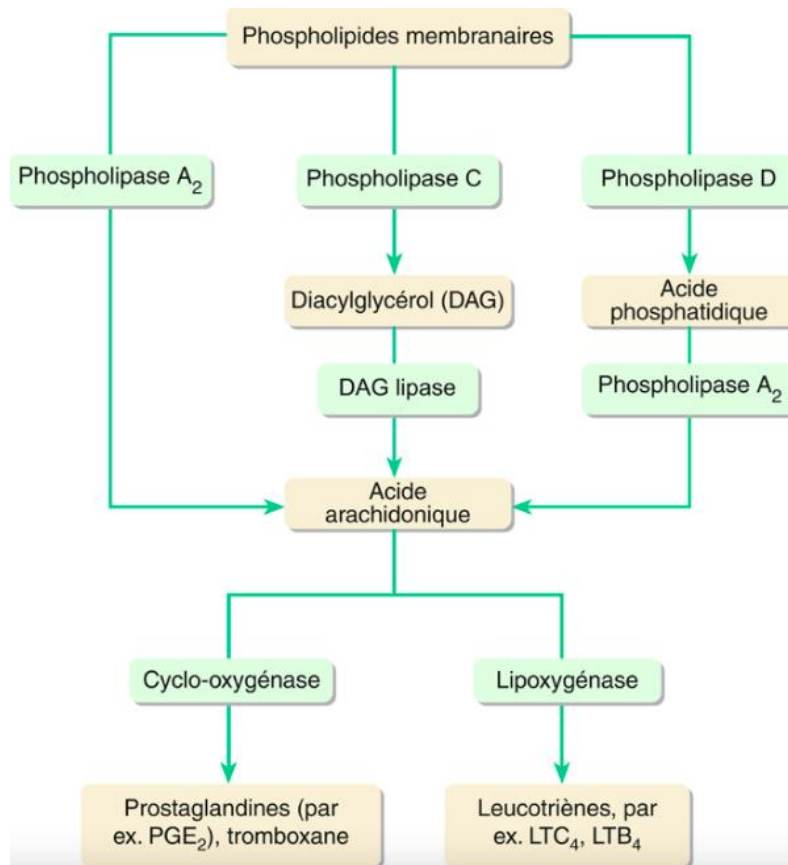 Phospholipides membranaires
Phospholipase A₂
Phospholipase C
Phospholipase D
Diacylglycérol (DAG)
Acide
phosphatidique
DAG lipase
Phospholipase A₂
Acide
arachidonique
Cyclo-oxygénase
Lipoxygénase
Prostaglandines (par
ex. PGE₂), tromboxane
Leucotriènes, par
ex. LTC₄, LTB₄